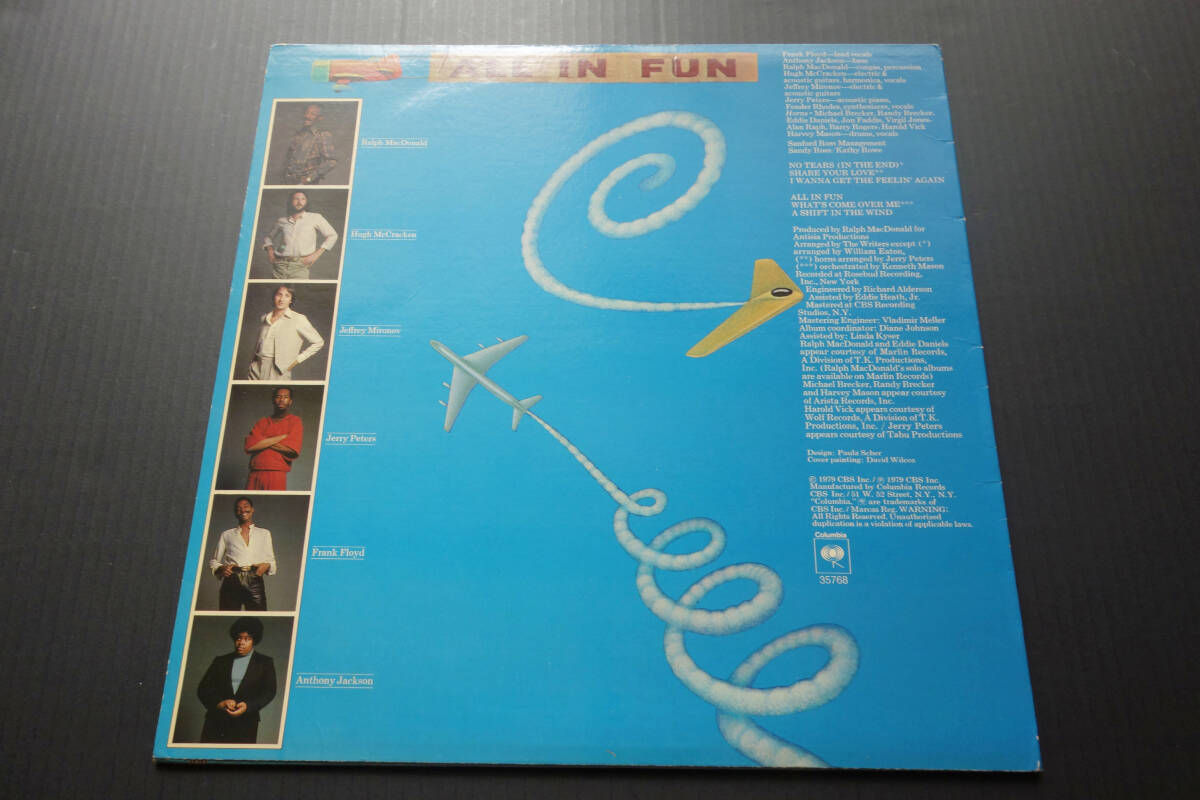 ALL IN FUN
Ralph MacDonald
Hugh McCracken
Jeffrey Mironov
Jerry Peters
Frank Floyd
Anthony Jackson
Frank Floyd—lead vocals
Anthony Jackson—bass
Ralph MacDonald—congas, percussion
Hugh McCracken—electric &
acoustic guitars, harmonica, vocals
Jeffrey Mironov—electric &
acoustic guitars
Jerry Peters—acoustic piano,
Fender Rhodes, synthesizers, vocals
Horns • Michael Brecker, Randy Brecker,
Eddie Daniels, Jon Faddis, Virgil Jones,
Alan Raph, Barry Rogers, Harold Vick
Harvey Mason—drums, vocals
Sanford Ross Management
Sandy Ross/Kathy Rowe
NO TEARS (IN THE END)*
SHARE YOUR LOVE**
I WANNA GET THE FEELIN' AGAIN
ALL IN FUN
WHAT'S COME OVER ME***
A SHIFT IN THE WIND
Produced by Ralph MacDonald for
Antisia Productions
Arranged by The Writers except (*)
arranged by William Eaton,
(**) horns arranged by Jerry Peters
(***) orchestrated by Kenneth Mason
Recorded at Rosebud Recording,
Inc., New York
Engineered by Richard Alderson
Assisted by Eddie Heath, Jr.
Mastered at CBS Recording
Studios, N.Y.
Mastering Engineer: Vladimir Meller
Album coordinator: Diane Johnson
Assisted by: Linda Kyser
Ralph MacDonald and Eddie Daniels
appear courtesy of Marlin Records,
A Division of T.K. Productions,
Inc. (Ralph MacDonald's solo albums
are available on Marlin Records)
Michael Brecker, Randy Brecker
and Harvey Mason appear courtesy
of Arista Records, Inc.
Harold Vick appears courtesy of
Wolf Records, A Division of T.K.
Productions, Inc. / Jerry Peters
appears courtesy of Tabu Productions
Design: Paula Scher
Cover painting: David Wilcox
© 1979 CBS Inc./ ℗ 1979 CBS Inc.
Manufactured by Columbia Records
CBS Inc./51 W. 52 Street, N.Y., N.Y.
"Columbia," are trademarks of
CBS Inc./ Marcas Reg. WARNING:
All Rights Reserved. Unauthorized
duplication is a violation of applicable laws.
Columbia
35768